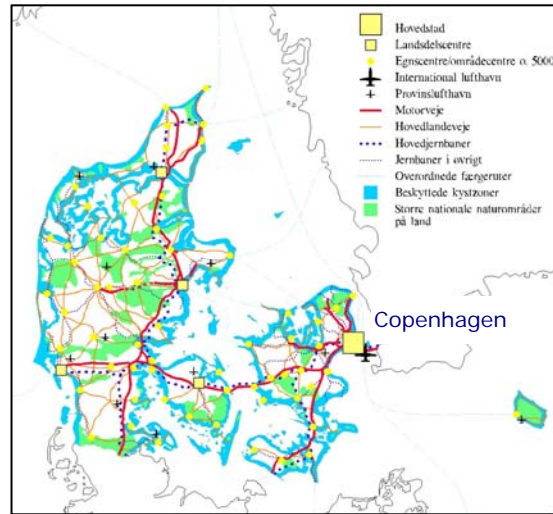 Hovedstad
Landsdelscentre
Egnscentre/områdecentre o. 5000
International lufthavn
Provinslufthavn
Motorveje
Hovedlandeveje
Hovedjernbaner
Jernbaner i øvrigt
Overordnede færgeruter
Beskyttede kystzoner
Større nationale naturområder
på land
Copenhagen